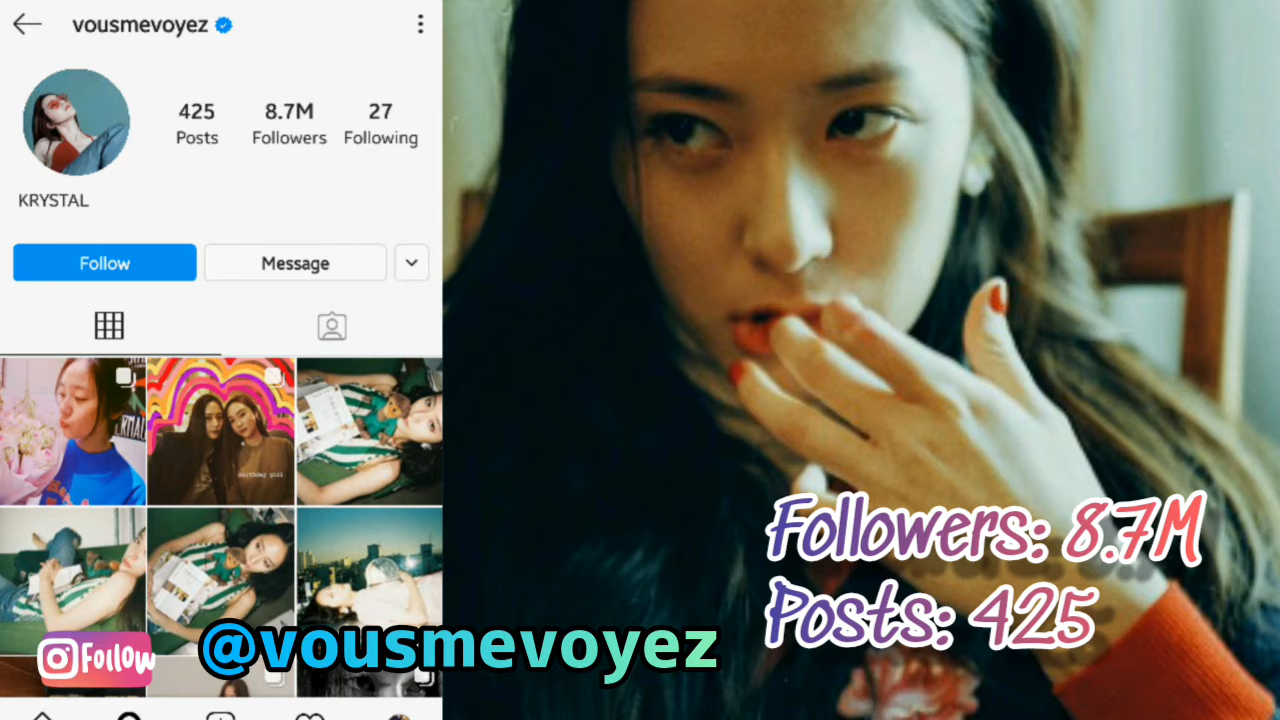 vousmevoyez
425
8.7M
27
Posts
Followers
Following
KRYSTAL
Follow
Message
birthday girl
Follow
@vousmevoyez
Followers: 8.7M
Posts: 425